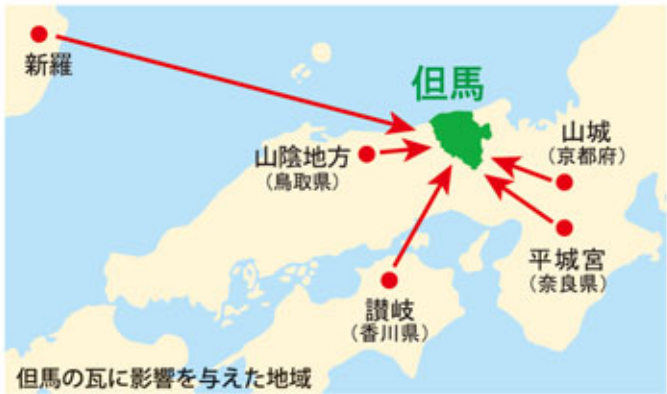 新羅
但馬
山陰地方
（鳥取県）
山城
（京都府）
平城宮
（奈良県）
讃岐
（香川県）
但馬の瓦に影響を与えた地域